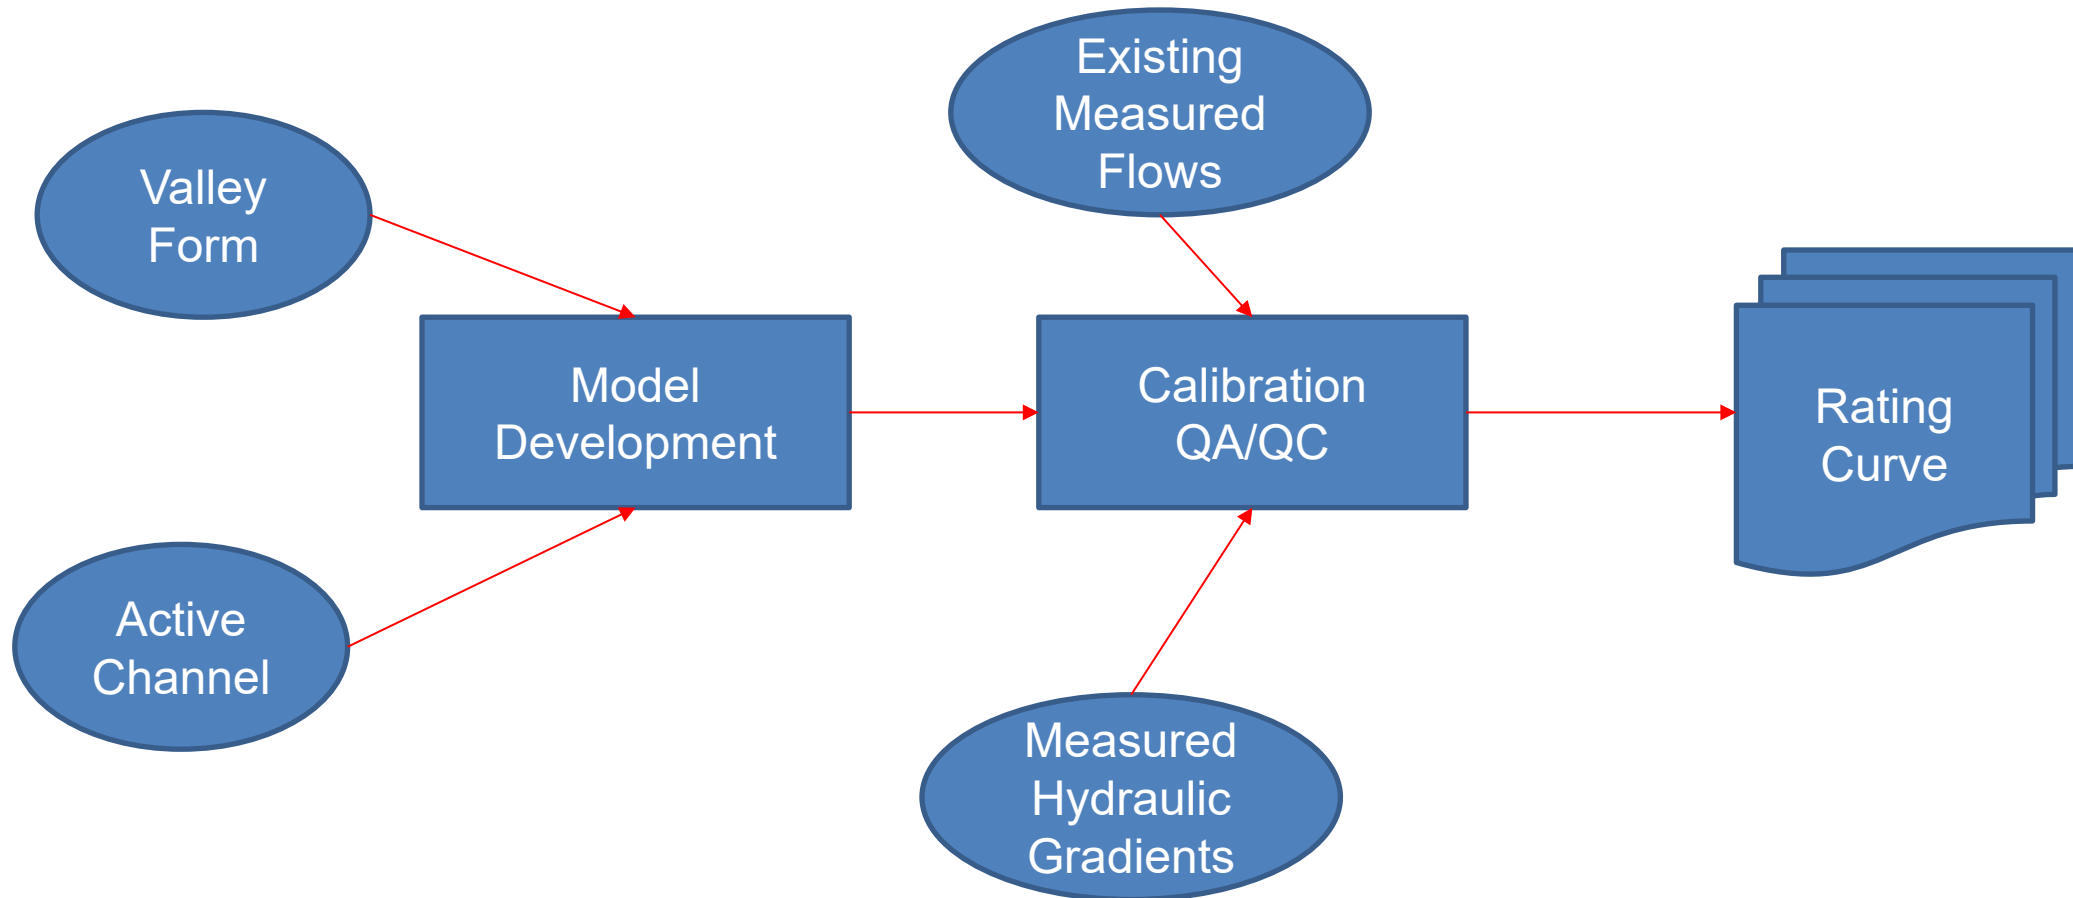 Existing
Measured
Flows
Valley
Form
Model
Development
Calibration
QA/QC
Rating
Curve
Active
Channel
Measured
Hydraulic
Gradients